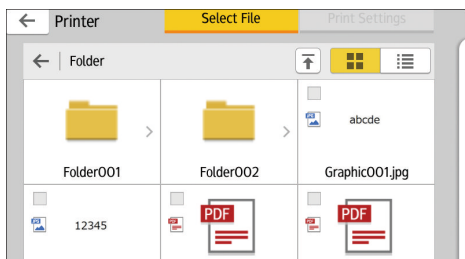 Printer
Select File
Print Settings
Folder
abcde
Folder001
Folder002
Graphic001.jpg
12345
PDF
PDF